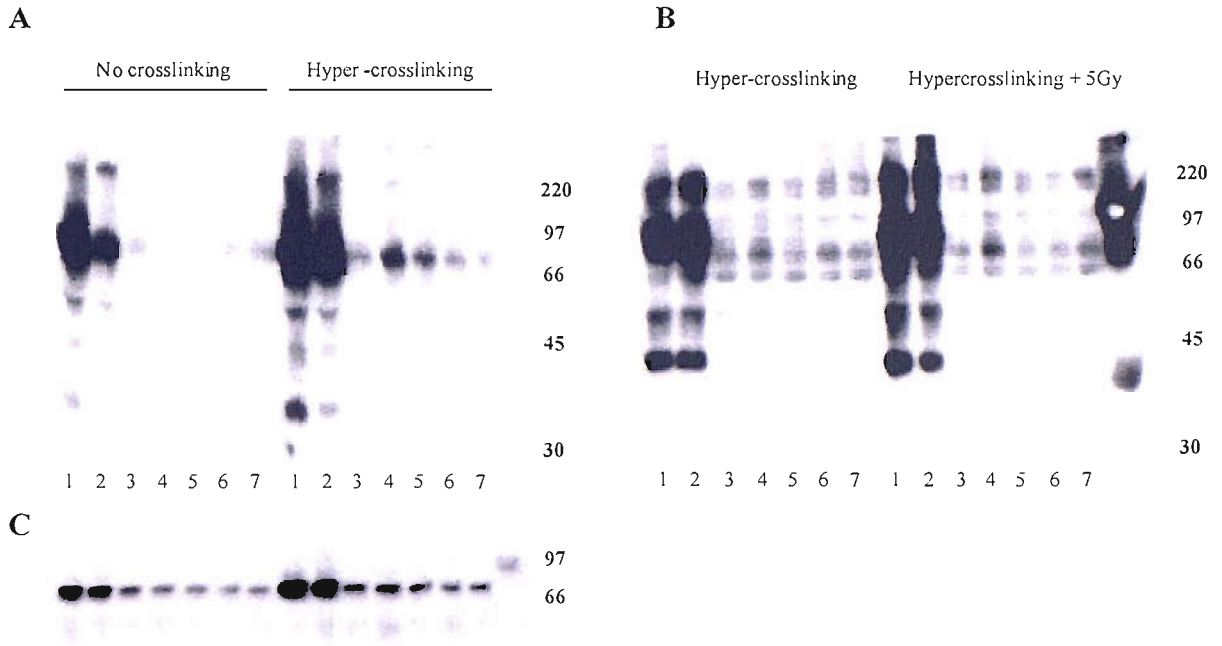 A
No crosslinking
Hyper -crosslinking
220
97
66
45
30
1 2 3 4 5 6 7 1 2 3 4 5 6 7
B
Hyper-crosslinking
Hypercrosslinking + 5Gy
220
97
66
45
30
1 2 3 4 5 6 7 1 2 3 4 5 6 7
C
97
66